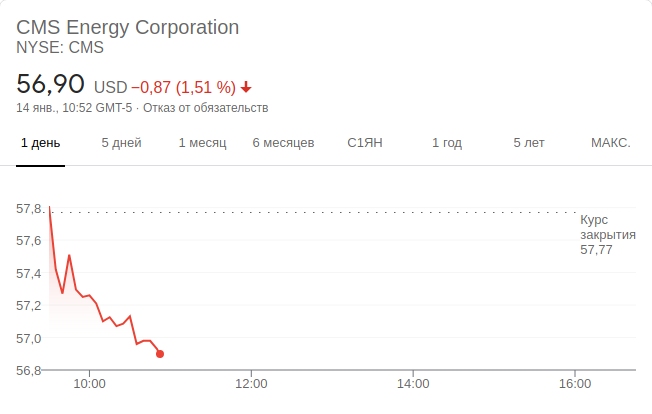 CMS Energy Corporation
NYSE: CMS
56,90 USD −0,87 (1,51 %)
14 янв., 10:52 GMT-5 · Отказ от обязательств
1 день 5 дней 1 месяц 6 месяцев С1ЯН 1 год 5 лет МАКС.
57,8
Курс
закрытия
57,77
57,6
57,4
57,2
57,0
56,8
10:00 12:00 14:00 16:00